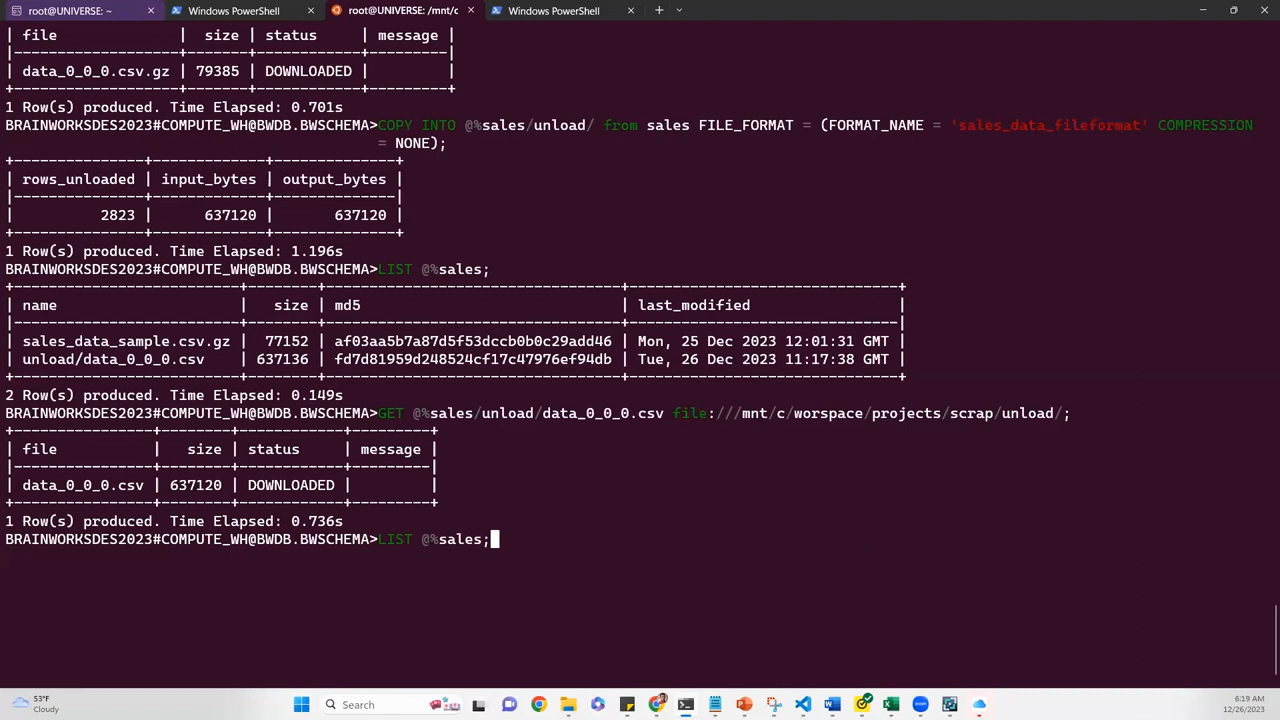 root@UNIVERSE: ~
Windows PowerShell
root@UNIVERSE: /mnt/c
Windows PowerShell
| file | size | status | message |
| data_0_0_0.csv.gz | 79385 | DOWNLOADED | |
1 Row(s) produced. Time Elapsed: 0.701s
BRAINWORKSDES2023#COMPUTE_WH@BWDB.BWSCHEMA>COPY INTO @%sales/unload/ from sales FILE_FORMAT = (FORMAT_NAME = 'sales_data_fileformat' COMPRESSION
= NONE);
| rows_unloaded | input_bytes | output_bytes |
| 2823 | 637120 | 637120 |
1 Row(s) produced. Time Elapsed: 1.196s
BRAINWORKSDES2023#COMPUTE_WH@BWDB.BWSCHEMA>LIST @%sales;
| name | size | md5 | last_modified |
| sales_data_sample.csv.gz | 77152 | af03aa5b7a87d5f53dccb0b0c29add46 | Mon, 25 Dec 2023 12:01:31 GMT |
| unload/data_0_0_0.csv | 637136 | fd7d81959d248524cf17c47976ef94db | Tue, 26 Dec 2023 11:17:38 GMT |
2 Row(s) produced. Time Elapsed: 0.149s
BRAINWORKSDES2023#COMPUTE_WH@BWDB.BWSCHEMA>GET @%sales/unload/data_0_0_0.csv file:///mnt/c/worspace/projects/scrap/unload/;
| file | size | status | message |
| data_0_0_0.csv | 637120 | DOWNLOADED | |
1 Row(s) produced. Time Elapsed: 0.736s
BRAINWORKSDES2023#COMPUTE_WH@BWDB.BWSCHEMA>LIST @%sales;
53°F
Cloudy
Search
6:19 AM
12/26/2023